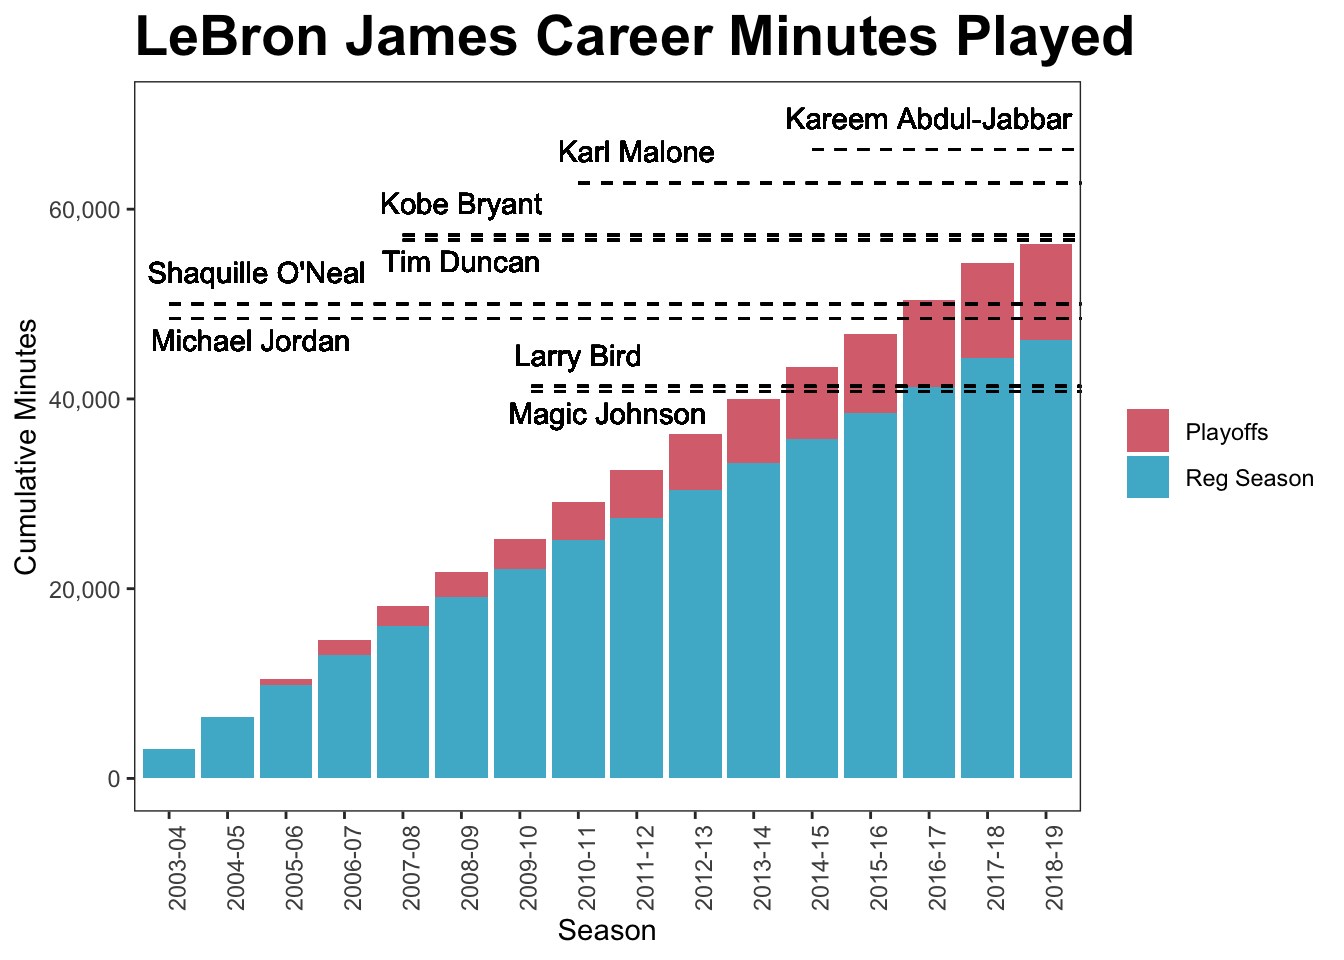 LeBron James Career Minutes Played
Kareem Abdul-Jabbar
Karl Malone
Kobe Bryant
Tim Duncan
Shaquille O'Neal
Michael Jordan
Larry Bird
Magic Johnson
60,000
40,000
20,000
0
Cumulative Minutes
Playoffs
Reg Season
2003-04
2004-05
2005-06
2006-07
2007-08
2008-09
2009-10
2010-11
2011-12
2012-13
2013-14
2014-15
2015-16
2016-17
2017-18
2018-19
Season